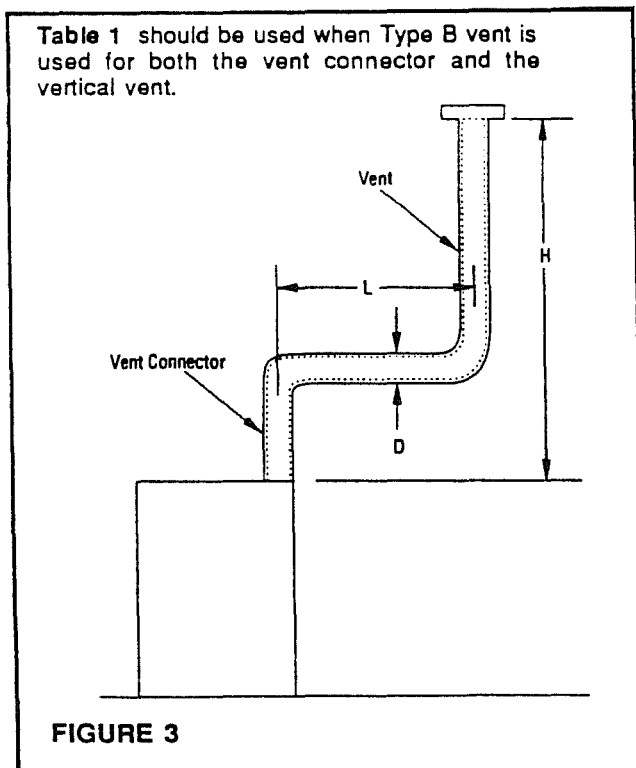 Table 1 should be used when Type B vent is
used for both the vent connector and the
vertical vent.
Vent
H
L
Vent Connector
D
FIGURE 3